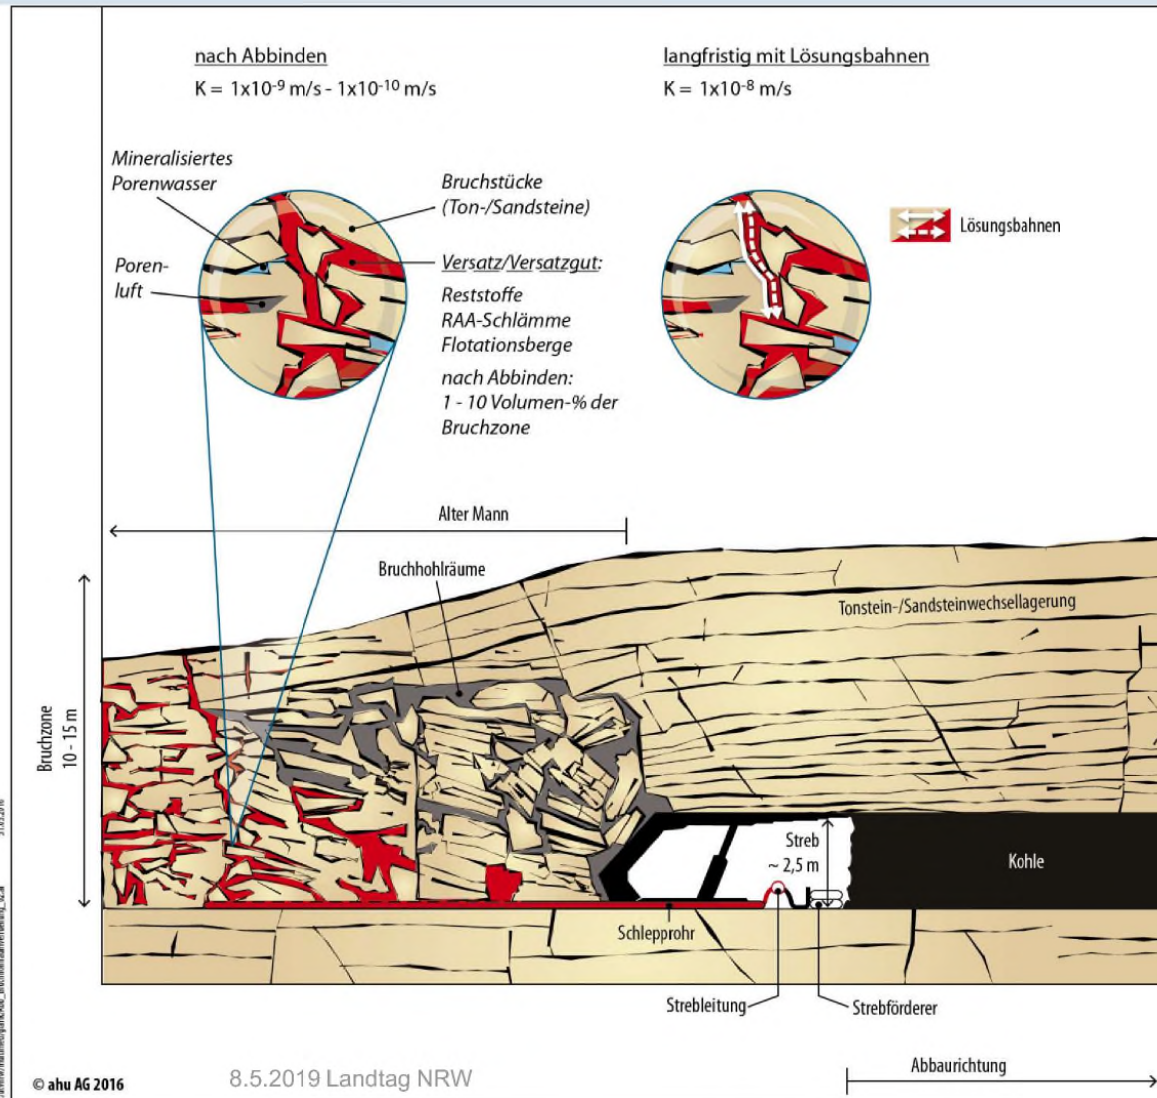 nach Abbinden
K = 1x10-9 m/s - 1x10-10 m/s
langfristig mit Lösungsbahnen
K = 1x10-8 m/s
Mineralisiertes
Porenwasser
Poren-
luft
Bruchstücke
(Ton-/Sandsteine)
Versatz/Versatzgut:
Reststoffe
RAA-Schlämme
Flotationsberge
nach Abbinden:
1 - 10 Volumen-% der
Bruchzone
Lösungsbahnen
Alter Mann
Bruchhohlräume
Tonstein-/Sandsteinwechsellagerung
Bruchzone
10 - 15 m
Streb
~ 2,5 m
Kohle
Schlepprohr
Strebleitung
Strebförderer
Abbaurichtung
© ahu AG 2016
8.5.2019 Landtag NRW